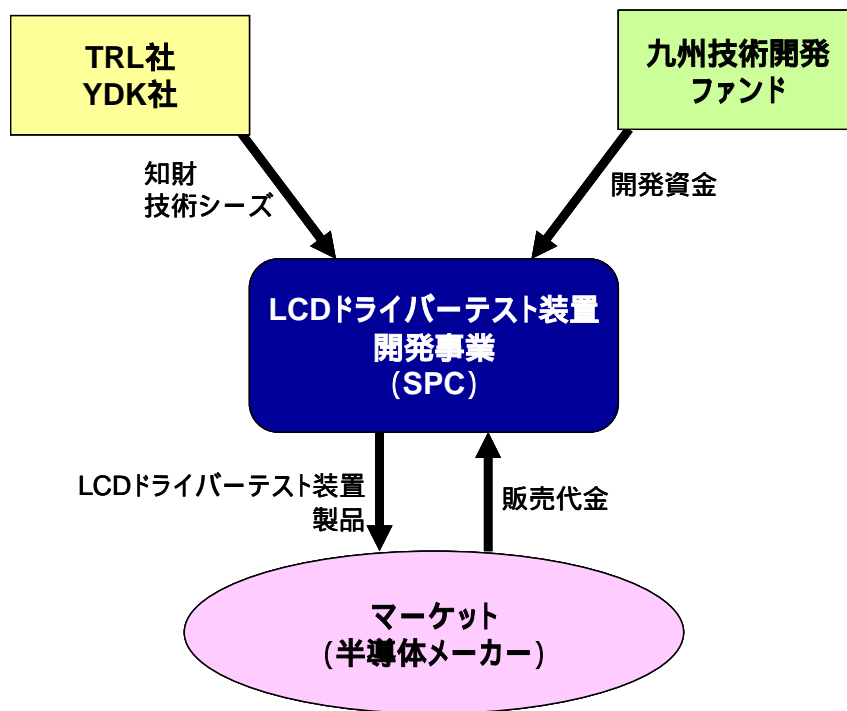 TRL社
YDK社
九州技術開発
ファンド
知財
技術シーズ
開発資金
LCDドライバーテスト装置
開発事業
(SPC)
LCDドライバーテスト装置
製品
販売代金
マーケット
(半導体メーカー)